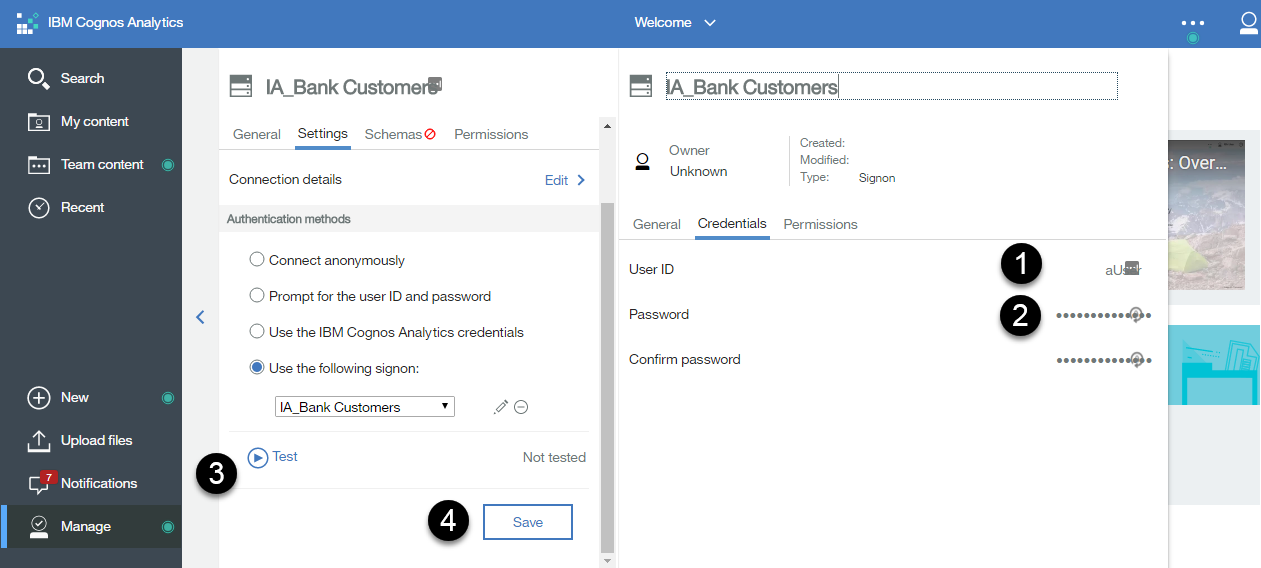 IBM Cognos Analytics
Welcome
Search
My content
Team content
Recent
New
Upload files
7
Notifications
Manage
IA_Bank Customers
General Settings Schemas Permissions
Connection details Edit
Authentication methods
Connect anonymously
Prompt for the user ID and password
Use the IBM Cognos Analytics credentials
Use the following signon:
IA_Bank Customers
3
Test Not tested
4
Save
IA_Bank Customers
Owner
Unknown
Created:
Modified:
Type: Signon
General Credentials Permissions
User ID 1
Password 2 ••••••••••••••
Confirm password ••••••••••••••
: Over...